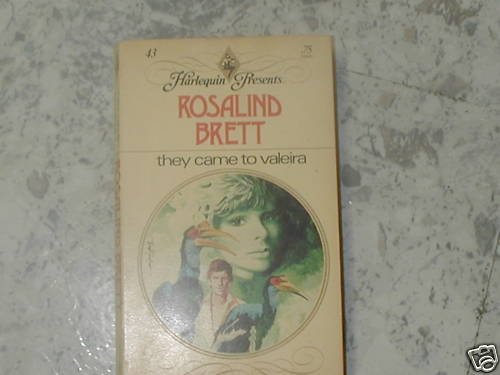 43
.75
Harlequin Presents
ROSALIND
BRETT
they came to valeira